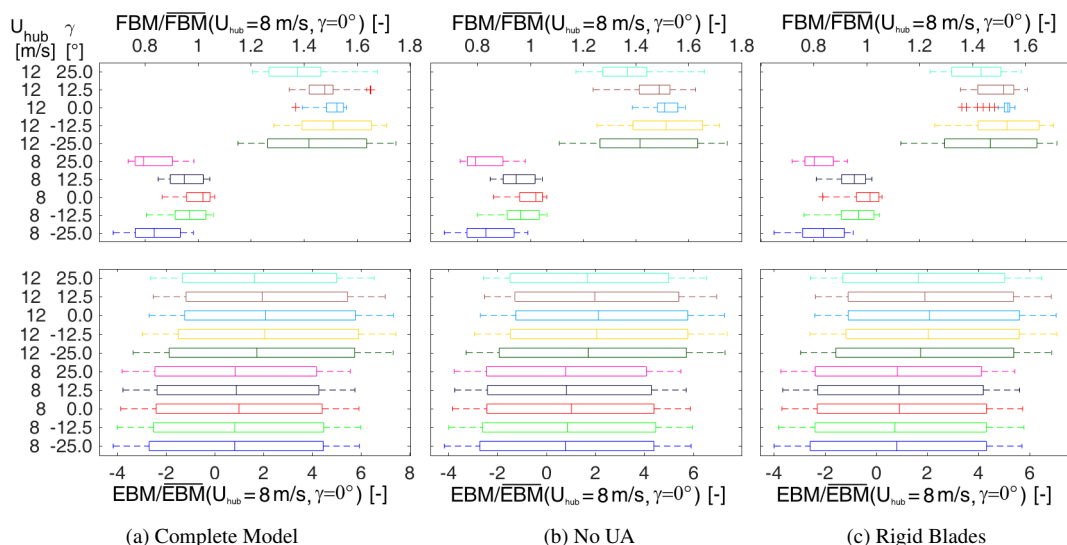 FBM/FBM(U_hub = 8 m/s, γ=0°) [-] FBM/FBM(U_hub = 8 m/s, γ=0°) [-] FBM/FBM(U_hub = 8 m/s, γ=0°) [-]
U_hub γ
[m/s] [°]
0.8 1 1.2 1.4 1.6 1.8 0.8 1 1.2 1.4 1.6 1.8 0.8 1 1.2 1.4 1.6
12 25.0
12 12.5
12 0.0
12 -12.5
12 -25.0
8 25.0
8 12.5
8 0.0
8 -12.5
8 -25.0
12 25.0
12 12.5
12 0.0
12 -12.5
12 -25.0
8 25.0
8 12.5
8 0.0
8 -12.5
8 -25.0
-4 -2 0 2 4 6 8 -4 -2 0 2 4 6 8 -4 -2 0 2 4 6
EBM/EBM(U_hub = 8 m/s, γ=0°) [-] EBM/EBM(U_hub = 8 m/s, γ=0°) [-] EBM/EBM(U_hub = 8 m/s, γ=0°) [-]
(a) Complete Model (b) No UA (c) Rigid Blades